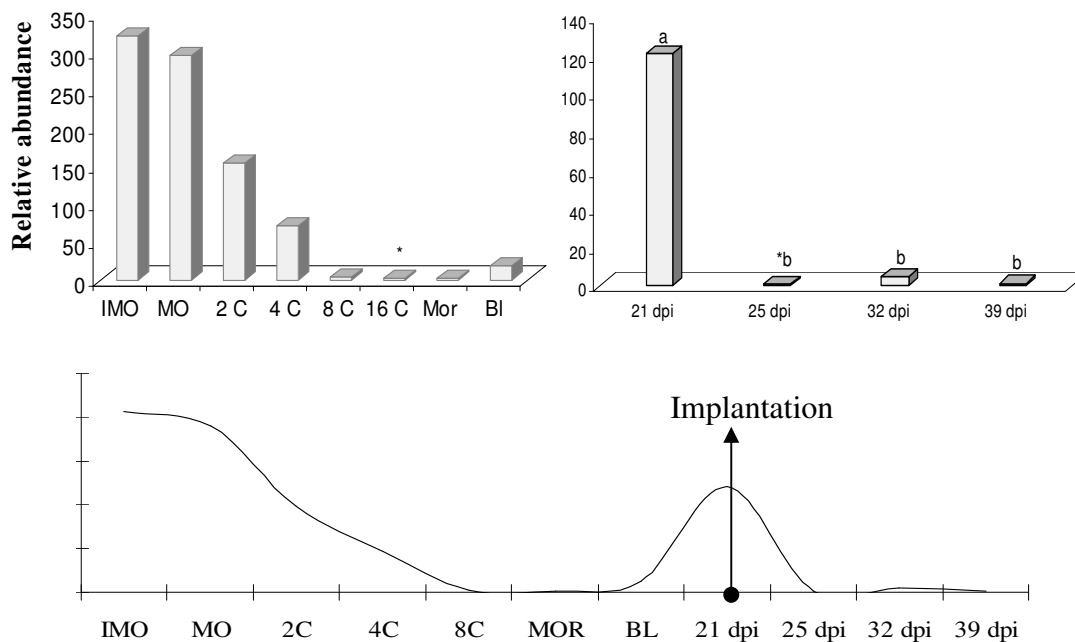 Relative abundance
350
300
250
200
150
100
50
0
IMO MO 2 C 4 C 8 C 16 C Mor Bl
*
140
120
100
80
60
40
20
0
a
*b
b
b
21 dpi 25 dpi 32 dpi 39 dpi
Implantation
IMO MO 2C 4C 8C MOR BL 21 dpi 25 dpi 32 dpi 39 dpi